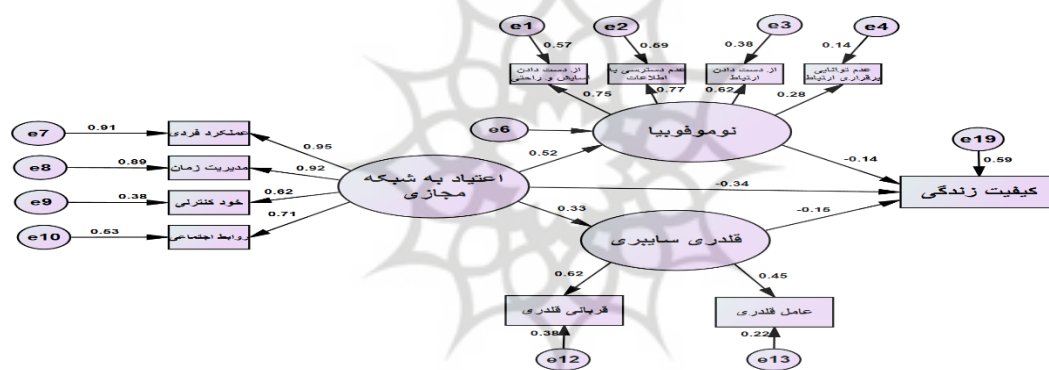 e1 e2 e3 e4
0.57 0.59 0.38 0.14
از. دست دادن
آسایش و راحتی
عدم دسترسی به
اطلاعات
از. دست دادن
ارتباط
عدم توانایی
برقراری ارتباط
0.75 0.77 0.62 0.28
e6
نوموفوبیا
e7 0.91 عملکرد فردی 0.95
e8 0.89 مدیریت زمان 0.92
e9 0.38 خود کنترلی 0.62
e10 0.53 روابط اجتماعی 0.71
اعتیاد به شبکه
مجازی
0.52
-0.34
0.33
-0.14
-0.15
e19
0.59
کیفیت زندگی
قلدری سایبری
0.62 0.45
قربانی قلدری
عامل قلدری
0.38 0.22
e12 e13